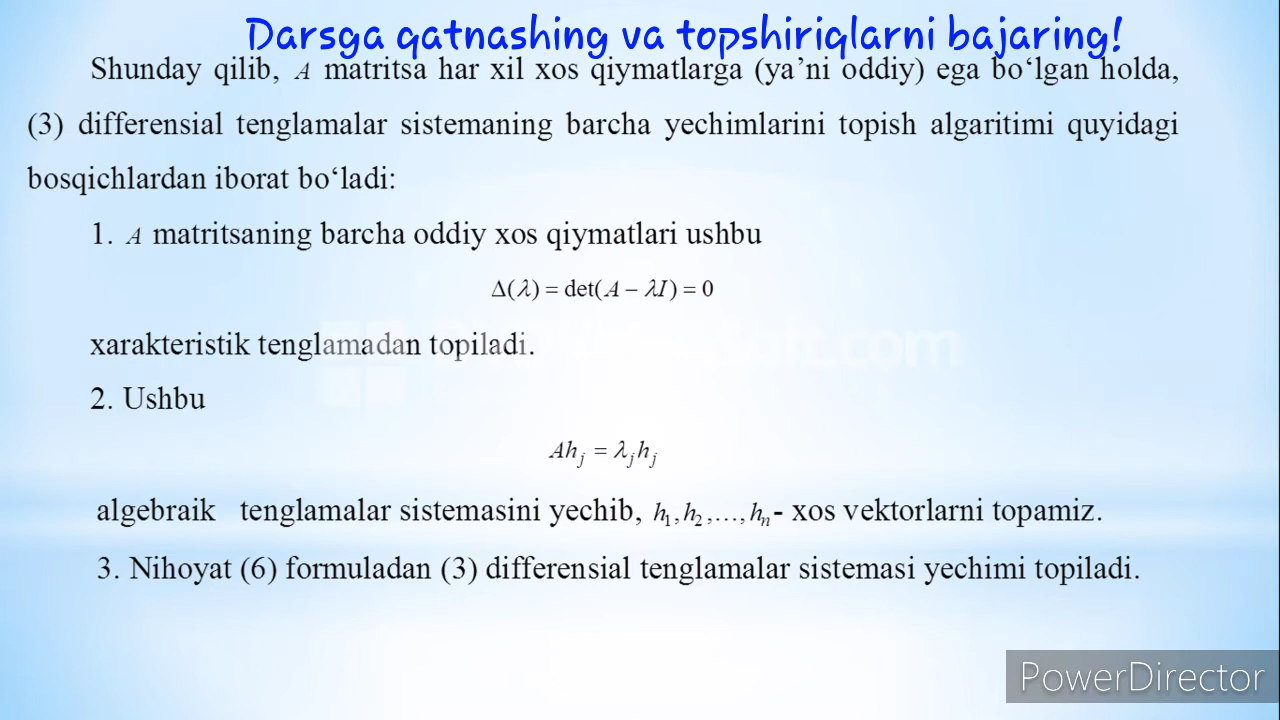 Darsga qatnashing va topshiriqlarni bajaring!
Shunday qilib, A matritsa har xil xos qiymatlarga (ya’ni oddiy) ega bo‘lgan holda,
(3) differensial tenglamalar sistemaning barcha yechimlarini topish algaritimi quyidagi
bosqichlardan iborat bo‘ladi:
1. A matritsaning barcha oddiy xos qiymatlari ushbu
Δ(λ) = det(A − λI) = 0
xarakteristik tenglamadan topiladi.
2. Ushbu
Ahⱼ = λⱼhⱼ
algebraik tenglamalar sistemasini yechib, h₁, h₂,…, hₙ- xos vektorlarni topamiz.
3. Nihoyat (6) formuladan (3) differensial tenglamalar sistemasi yechimi topiladi.
PowerDirector